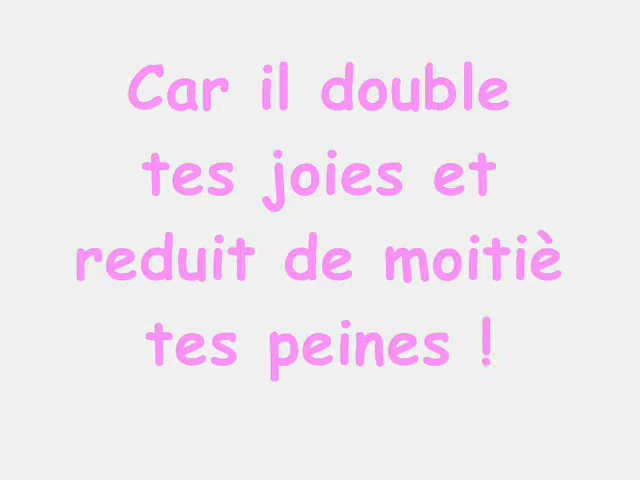 Car il double
tes joies et
reduit de moitiè
tes peines !